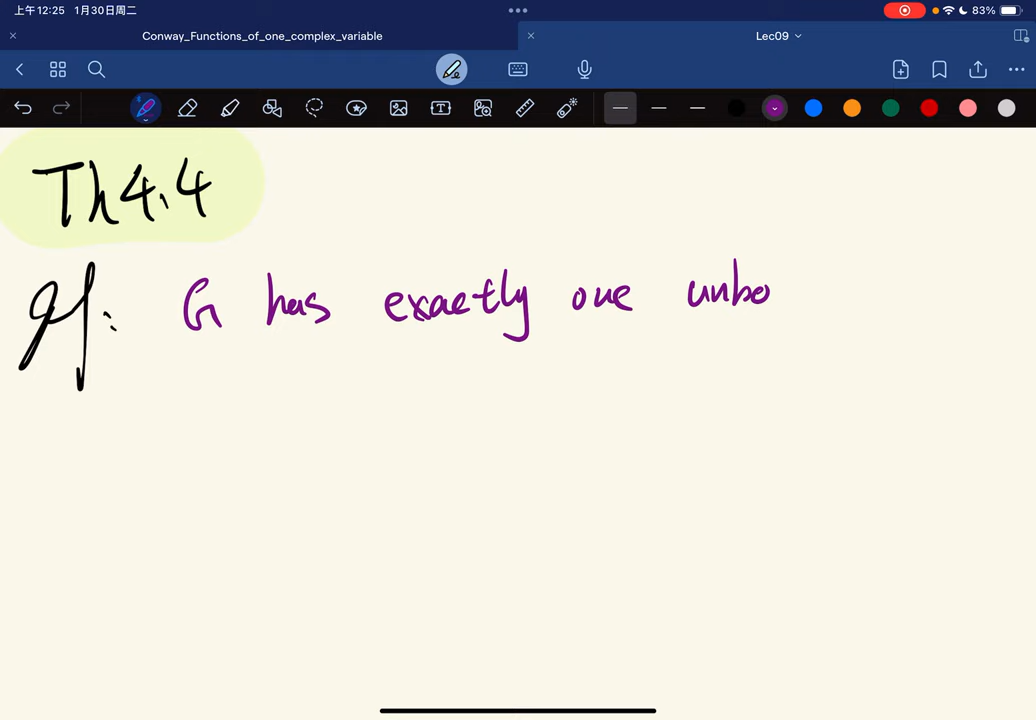 上午12:25 1月30日周二
83%
Conway_Functions_of_one_complex_variable
Lec09
Th4.4
pf: G has exactly one unbo